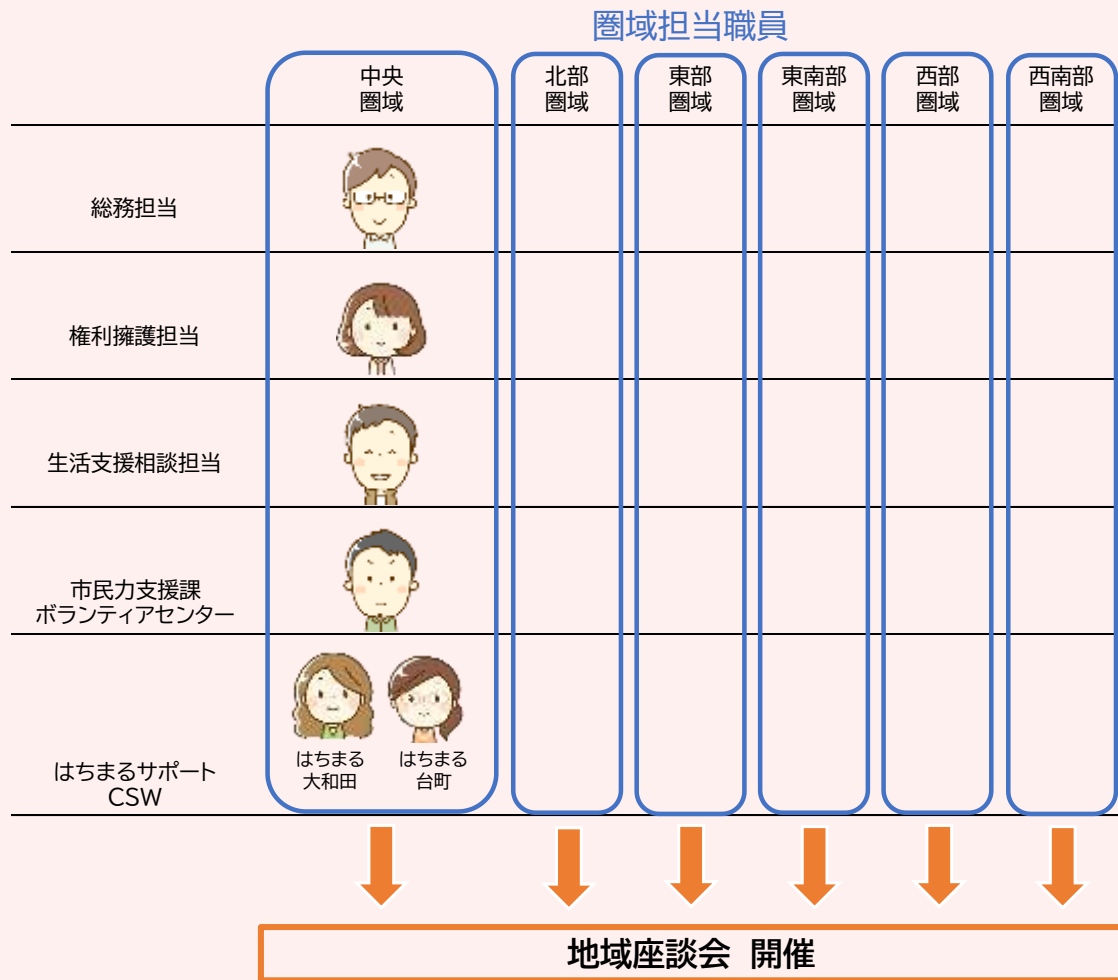 圏域担当職員
中央
圏域
北部
圏域
東部
圏域
東南部
圏域
西部
圏域
西南部
圏域
総務担当
権利擁護担当
生活支援相談担当
市民力支援課
ボランティアセンター
はちまるサポート
CSW
はちまる
大和田
はちまる
台町
地域座談会 開催